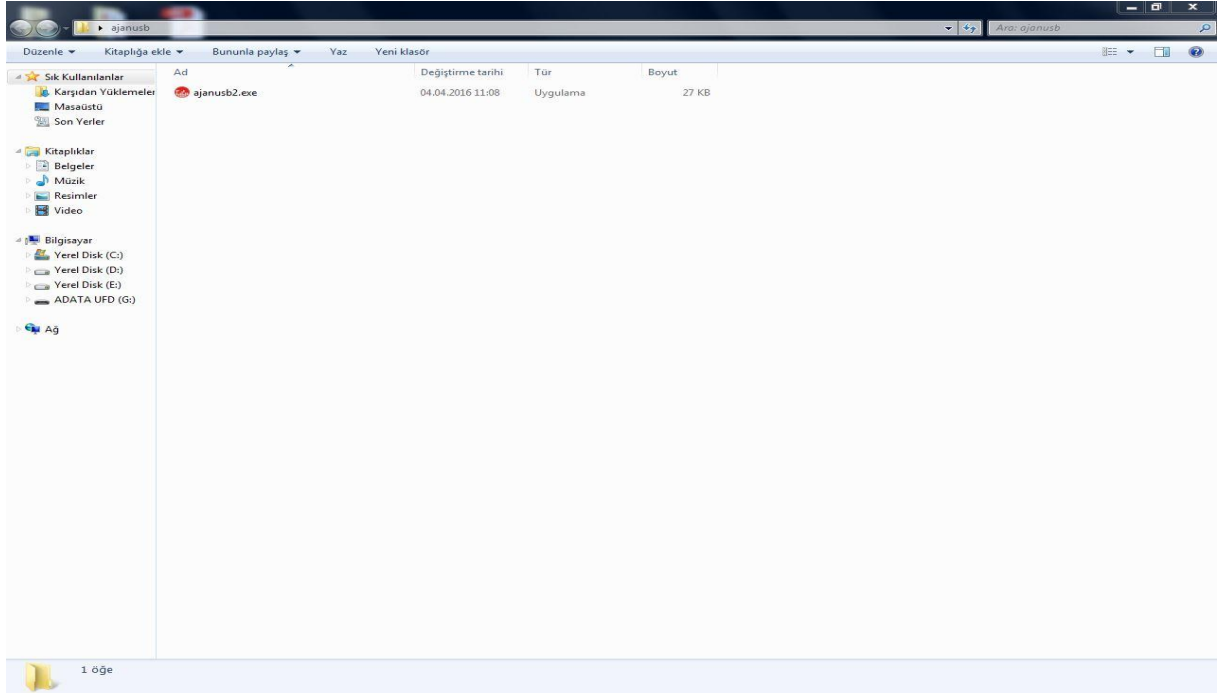 ajanusb
Ara: ajanusb
Düzenle
Kitaplığa ekle
Bununla paylaş
Yaz
Yeni klasör
Sık Kullanılanlar
Karşıdan Yüklemeler
Masaüstü
Son Yerler
Kitaplıklar
Belgeler
Müzik
Resimler
Video
Bilgisayar
Yerel Disk (C:)
Yerel Disk (D:)
Yerel Disk (E:)
ADATA UFD (G:)
Ağ
Ad Değiştirme tarihi Tür Boyut
ajanusb2.exe 04.04.2016 11:08 Uygulama 27 KB
1 öğe